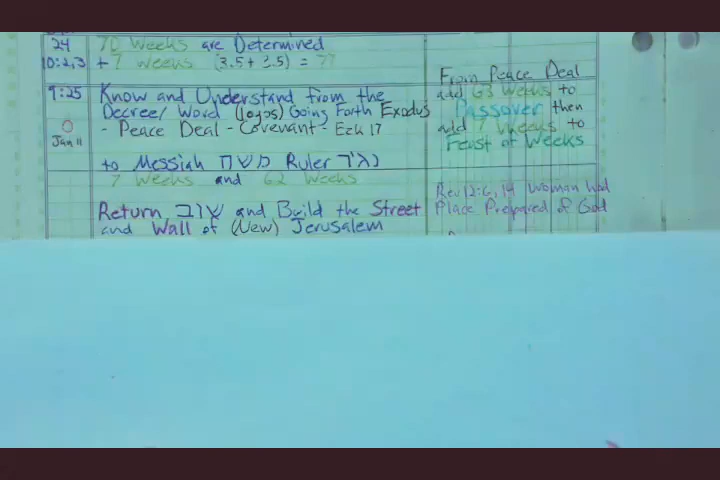 24 70 Weeks are Determined
10:2,3 + 7 weeks (3.5+3.5) = 77
9:25 Know and Understand from the
Decree/Word (logos) Going Forth Exodus
- Peace Deal - Covenant - Ezk 17
Jan 11
to Messiah משח Ruler נגיד
7 Weeks and 62 Weeks
Return שוב and Build the Street
and Wall of (New) Jerusalem
From Peace Deal
add 63 Weeks to
Passover then
add 7 Weeks to
Feast of Weeks
Rev 12:6,14 Woman Had
Place Prepared of God